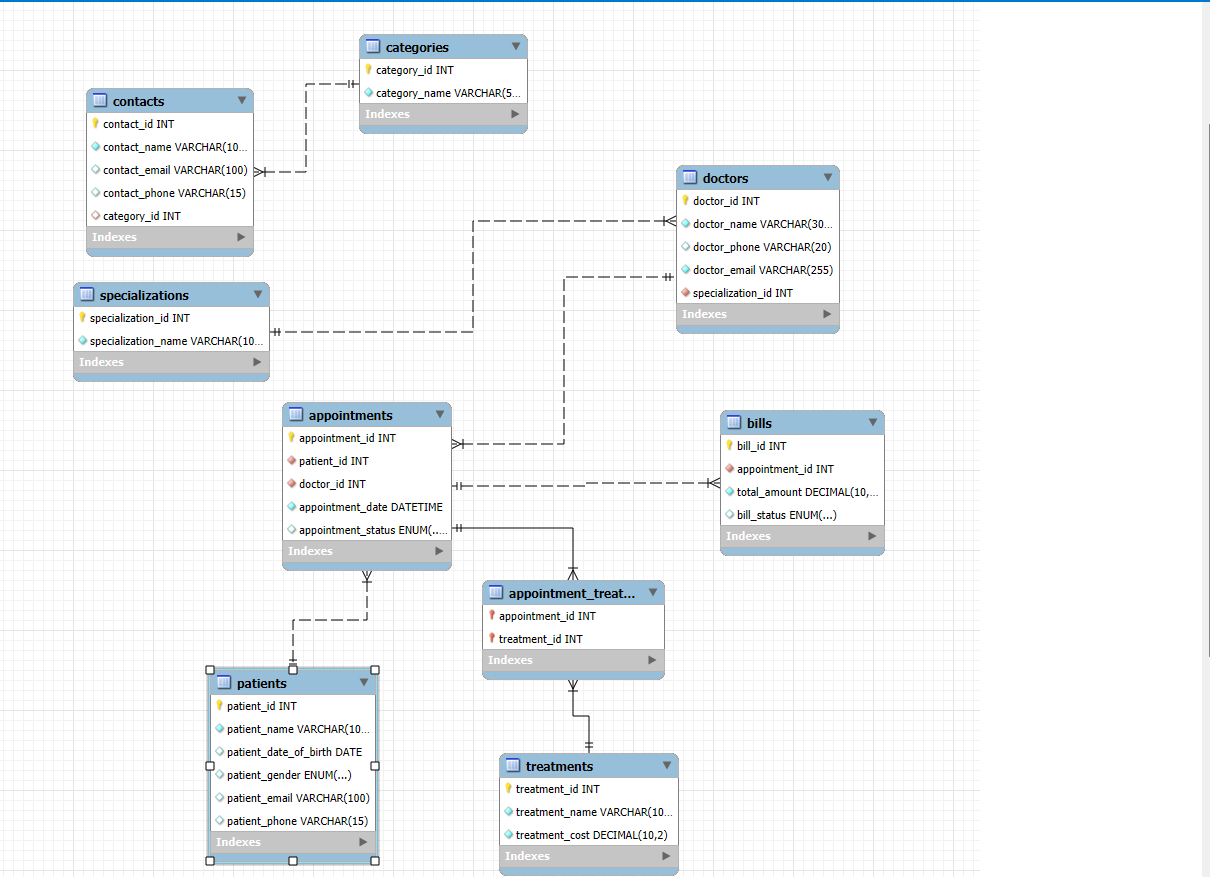 categories
category_id INT
category_name VARCHAR(5...
Indexes
contacts
contact_id INT
contact_name VARCHAR(10...
contact_email VARCHAR(100)
contact_phone VARCHAR(15)
category_id INT
Indexes
doctors
doctor_id INT
doctor_name VARCHAR(30...
doctor_phone VARCHAR(20)
doctor_email VARCHAR(255)
specialization_id INT
Indexes
specializations
specialization_id INT
specialization_name VARCHAR(10...
Indexes
appointments
appointment_id INT
patient_id INT
doctor_id INT
appointment_date DATETIME
appointment_status ENUM(.....
Indexes
bills
bill_id INT
appointment_id INT
total_amount DECIMAL(10,...
bill_status ENUM(...)
Indexes
appointment_treat...
appointment_id INT
treatment_id INT
Indexes
patients
patient_id INT
patient_name VARCHAR(10...
patient_date_of_birth DATE
patient_gender ENUM(...)
patient_email VARCHAR(100)
patient_phone VARCHAR(15)
Indexes
treatments
treatment_id INT
treatment_name VARCHAR(10...
treatment_cost DECIMAL(10,2)
Indexes